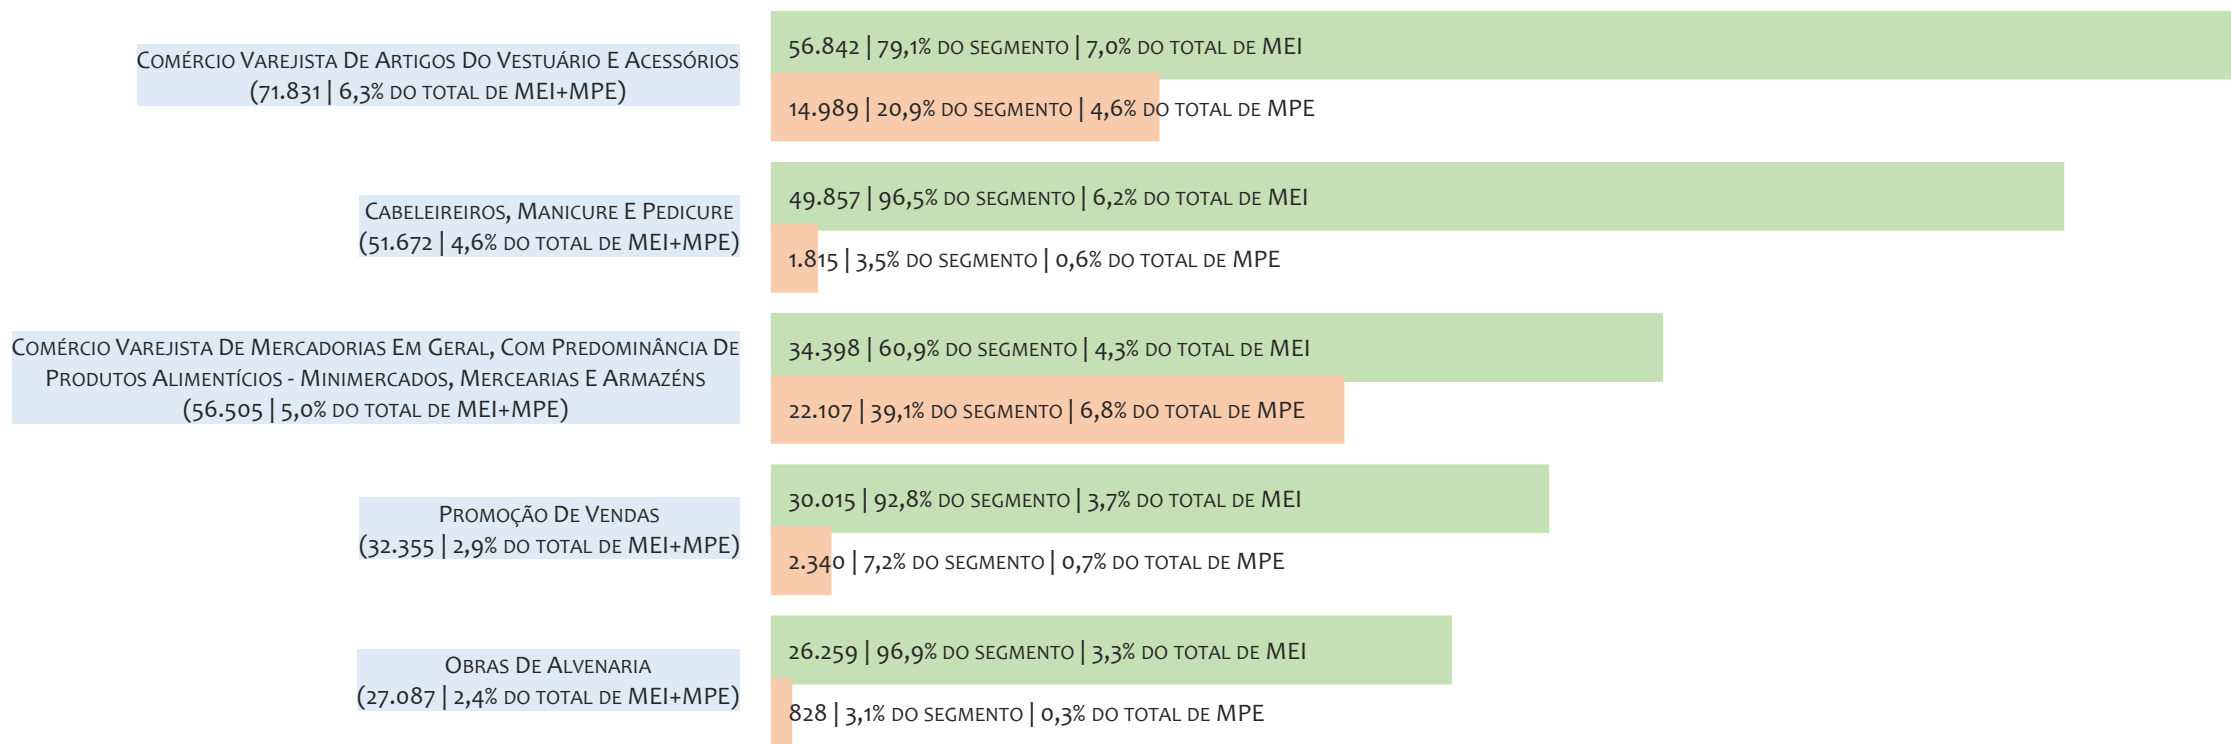 Comércio Varejista De Artigos Do Vestuário E Acessórios
(71.831 | 6,3% do total de MEI+MPE)
56.842 | 79,1% do segmento | 7,0% do total de MEI
14.989 | 20,9% do segmento | 4,6% do total de MPE
Cabeleireiros, Manicure E Pedicure
(51.672 | 4,6% do total de MEI+MPE)
49.857 | 96,5% do segmento | 6,2% do total de MEI
1.815 | 3,5% do segmento | 0,6% do total de MPE
Comércio Varejista De Mercadorias Em Geral, Com Predominância De
Produtos Alimentícios - Minimercados, Mercearias E Armazéns
(56.505 | 5,0% do total de MEI+MPE)
34.398 | 60,9% do segmento | 4,3% do total de MEI
22.107 | 39,1% do segmento | 6,8% do total de MPE
Promoção De Vendas
(32.355 | 2,9% do total de MEI+MPE)
30.015 | 92,8% do segmento | 3,7% do total de MEI
2.340 | 7,2% do segmento | 0,7% do total de MPE
Obras De Alvenaria
(27.087 | 2,4% do total de MEI+MPE)
26.259 | 96,9% do segmento | 3,3% do total de MEI
828 | 3,1% do segmento | 0,3% do total de MPE